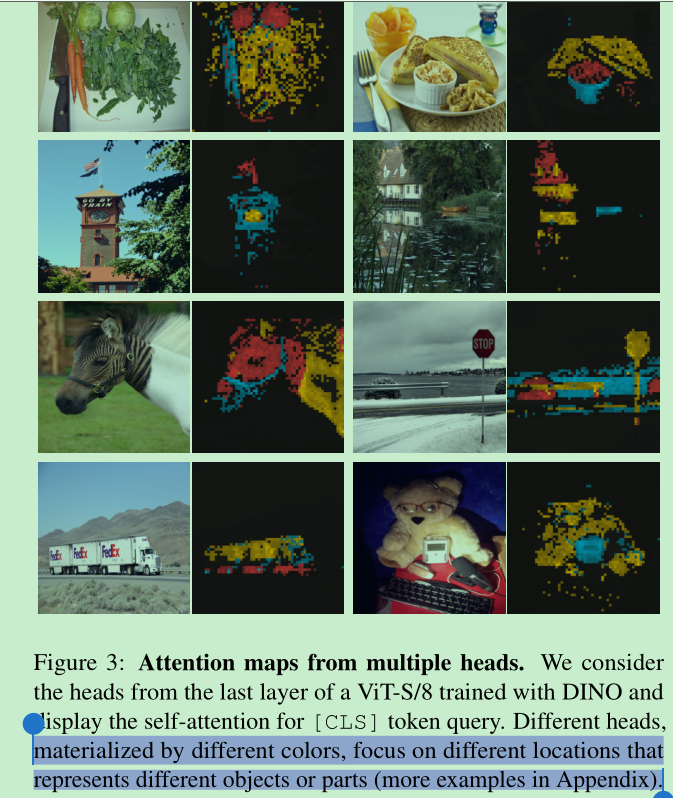 GO BY
TRAIN
STOP
FedEx FedEx FedEx
Figure 3: Attention maps from multiple heads. We consider
the heads from the last layer of a ViT-S/8 trained with DINO and
display the self-attention for [CLS] token query. Different heads,
materialized by different colors, focus on different locations that
represents different objects or parts (more examples in Appendix).